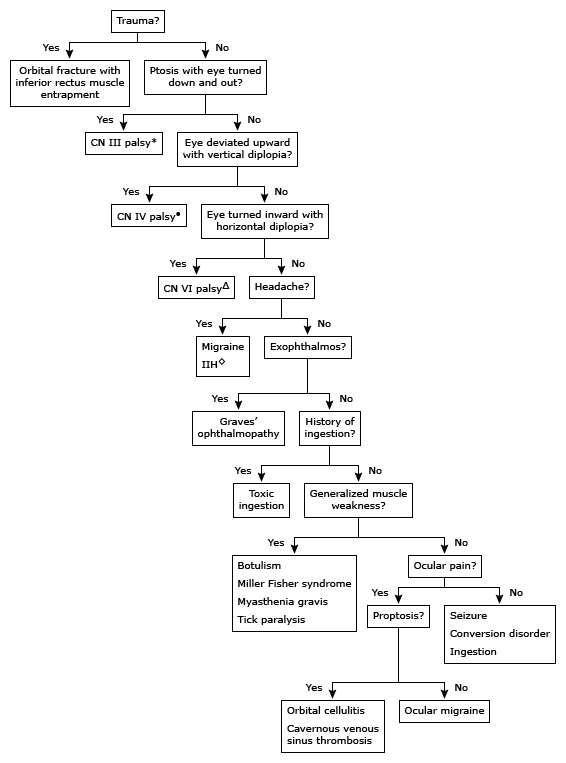 Trauma?
Yes
No
Orbital fracture with
inferior rectus muscle
entrapment
Ptosis with eye turned
down and out?
Yes
No
CN III palsy*
Eye deviated upward
with vertical diplopia?
Yes
No
CN IV palsy•
Eye turned inward with
horizontal diplopia?
Yes
No
CN VI palsyΔ
Headache?
Yes
No
Migraine
IIH◇
Exophthalmos?
Yes
No
Graves'
ophthalmopathy
History of
ingestion?
Yes
No
Toxic
ingestion
Generalized muscle
weakness?
Yes
No
Botulism
Miller Fisher syndrome
Myasthenia gravis
Tick paralysis
Ocular pain?
Yes
No
Proptosis?
Seizure
Conversion disorder
Ingestion
Yes
No
Orbital cellulitis
Cavernous venous
sinus thrombosis
Ocular migraine